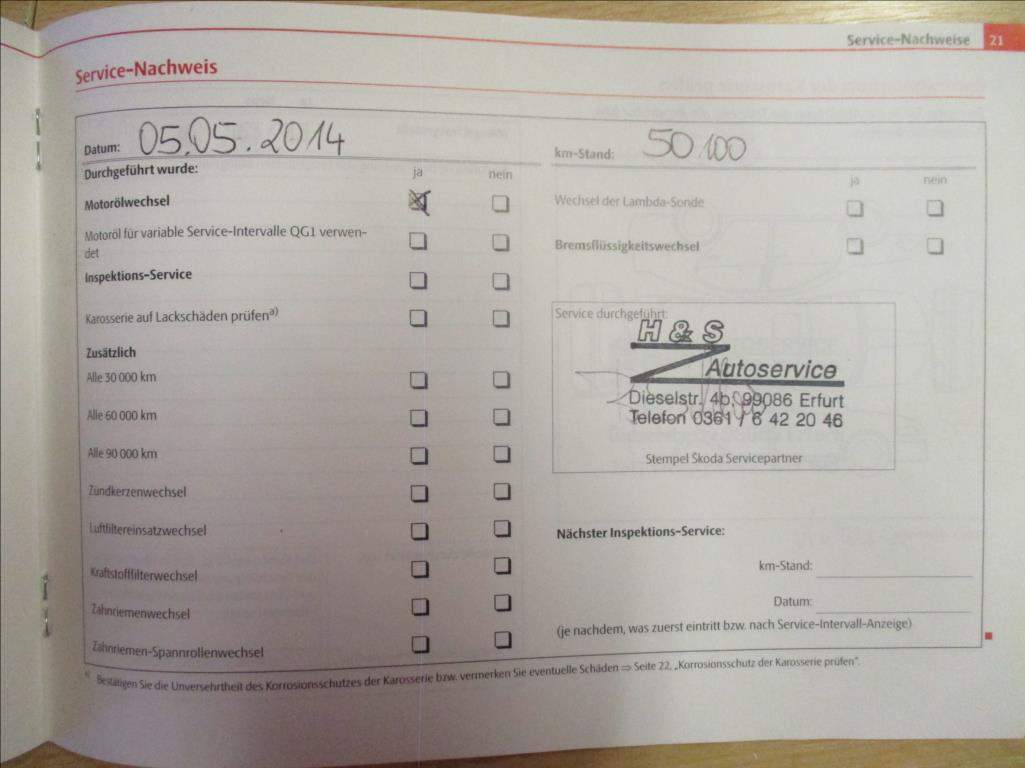 Service-Nachweise 21
Service-Nachweis
Datum: 05.05.2014
km-Stand: 50.100
Durchgeführt wurde:
ja nein
ja nein
Motorölwechsel
Motoröl für variable Service-Intervalle QG1 verwen-
det
Inspektions-Service
Karosserie auf Lackschäden prüfen a)
Zusätzlich
Alle 30 000 km
Alle 60 000 km
Alle 90 000 km
Zündkerzenwechsel
Luftfiltereinsatzwechsel
Kraftstofffilterwechsel
Zahnriemenwechsel
Zahnriemen-Spannrollenwechsel
Wechsel der Lambda-Sonde
Bremsflüssigkeitswechsel
Service durchgeführt:
H & S
Autoservice
Dieselstr. 4b, 99086 Erfurt
Telefon 0361 / 6 42 20 46
Stempel Škoda Servicepartner
Nächster Inspektions-Service:
km-Stand:
Datum:
(je nachdem, was zuerst eintritt bzw. nach Service-Intervall-Anzeige)
a) Bestätigen Sie die Unversehrtheit des Korrosionsschutzes der Karosserie bzw. vermerken Sie eventuelle Schäden ⇒ Seite 22, „Korrosionsschutz der Karosserie prüfen“.